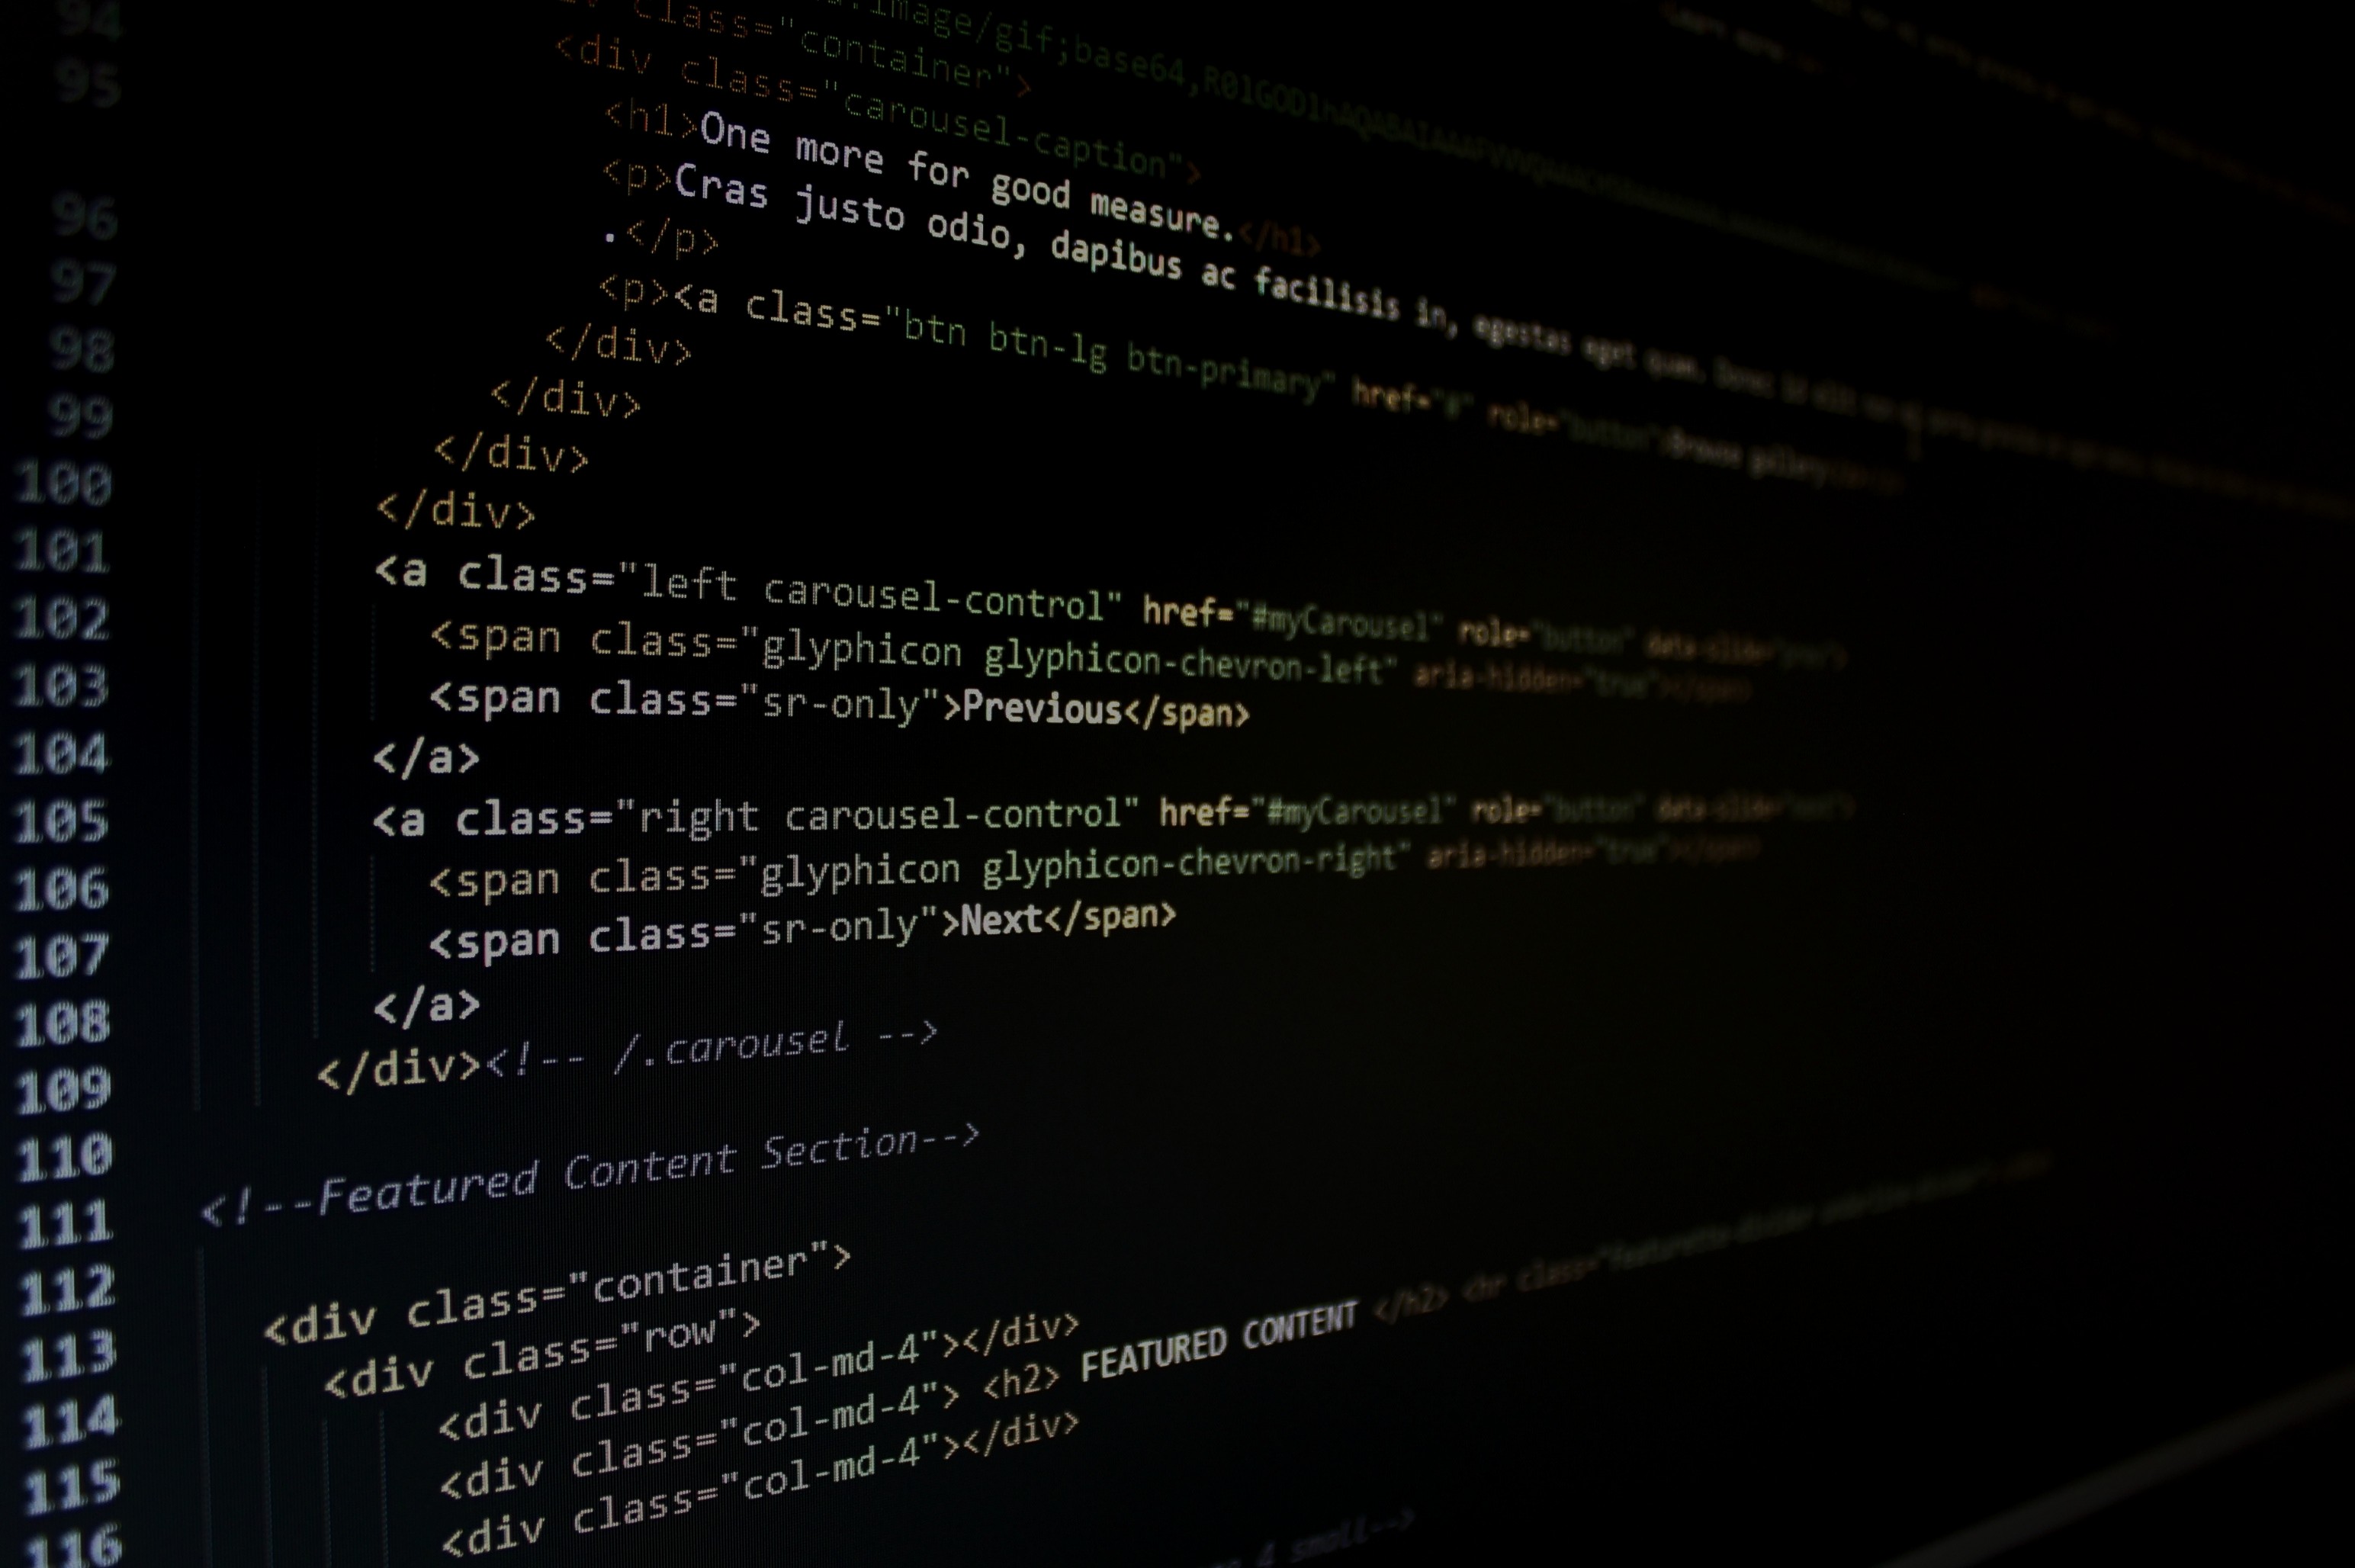 image/gif;base64,
class="container">
<div class="carousel-caption">
94 <h1>One more for good measure.</h1>
95 <p>Cras justo odio, dapibus ac facilisis in, egestas eget quam.
.</p>
96 <p><a class="btn btn-lg btn-primary" href="#" role="button">Browse gallery
97 </div>
98 </div>
99 </div>
100 </div>
101 <a class="left carousel-control" href="#myCarousel" role="button" data-slide="prev">
102 <span class="glyphicon glyphicon-chevron-left" aria-hidden="true"></span>
103 <span class="sr-only">Previous</span>
104 </a>
105 <a class="right carousel-control" href="#myCarousel" role="button" data-slide="next">
106 <span class="glyphicon glyphicon-chevron-right" aria-hidden="true"></span>
107 <span class="sr-only">Next</span>
108 </a>
109 </div><!-- /.carousel -->
110
111 <!--Featured Content Section-->
112
113 <div class="container">
114 <div class="row">
115 <div class="col-md-4"></div>
116 <div class="col-md-4"> <h2> FEATURED CONTENT </h2> <hr class="featurette-divider
<div class="col-md-4"></div>
4 small-->